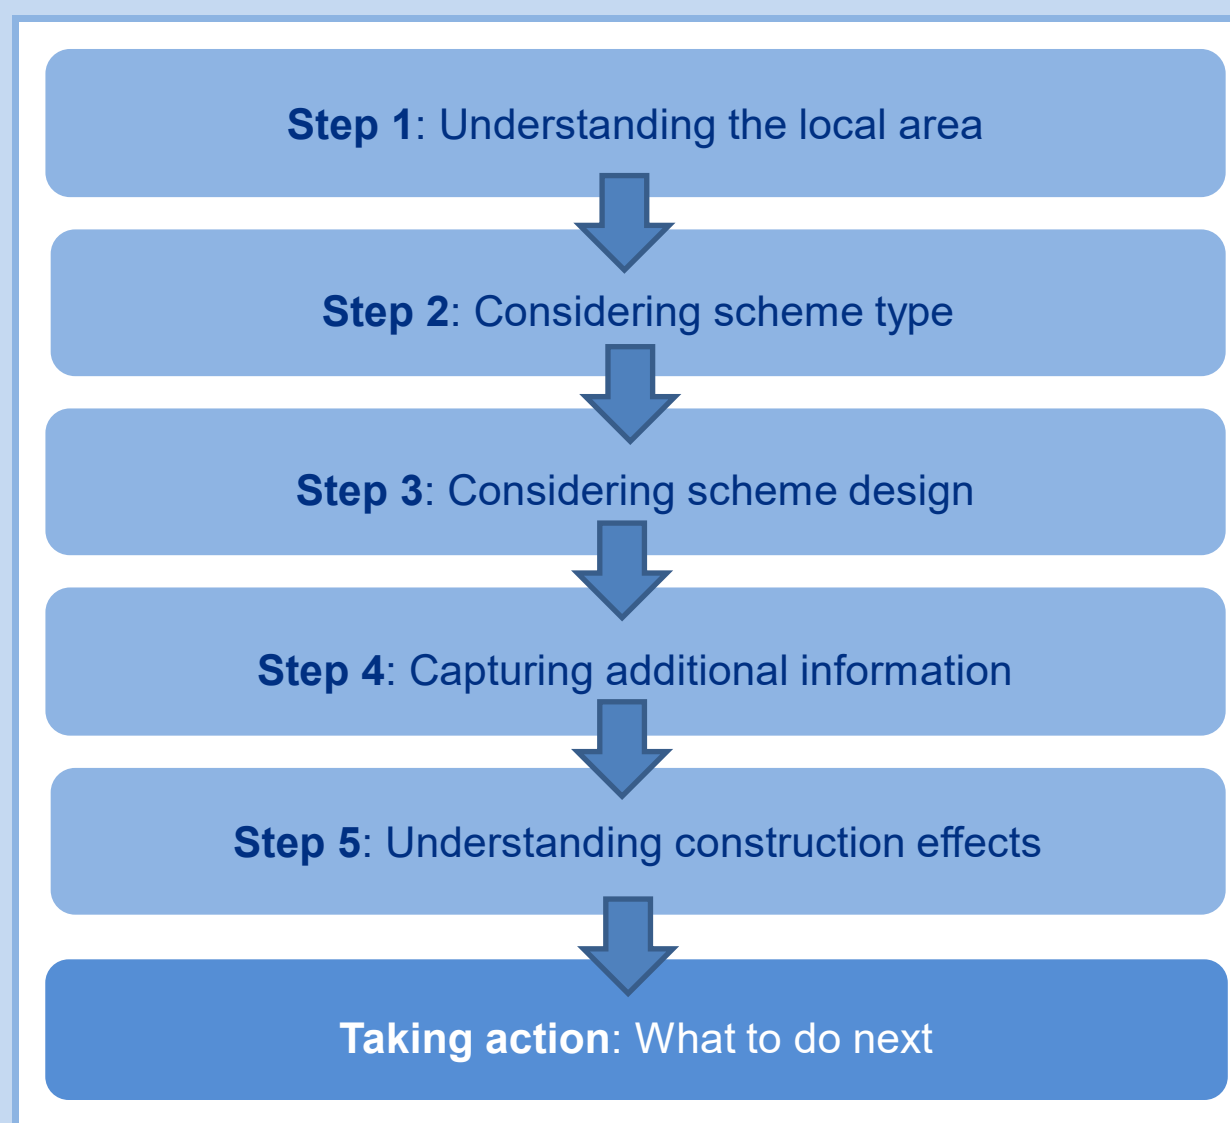 Step 1: Understanding the local area
Step 2: Considering scheme type
Step 3: Considering scheme design
Step 4: Capturing additional information
Step 5: Understanding construction effects
Taking action: What to do next